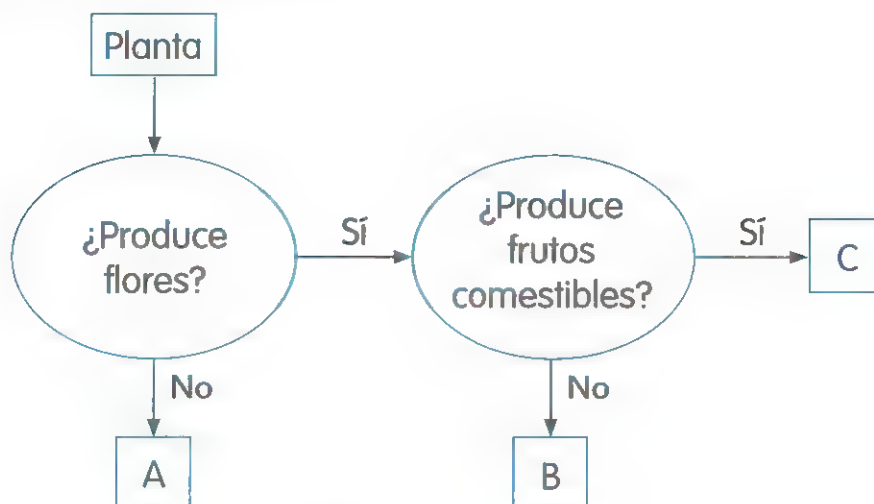 Planta
¿Produce
flores?
Sí
¿Produce
frutos
comestibles?
Sí
C
No
A
No
B